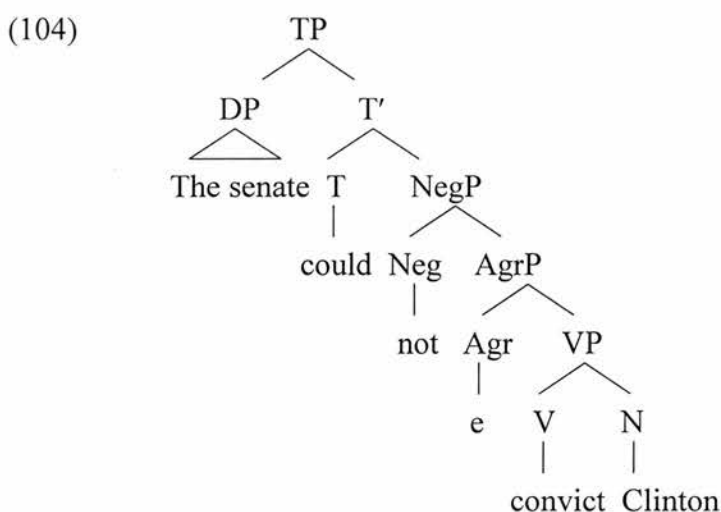 (104) TP
DP T′
The senate T NegP
could Neg AgrP
not Agr VP
e V N
convict Clinton